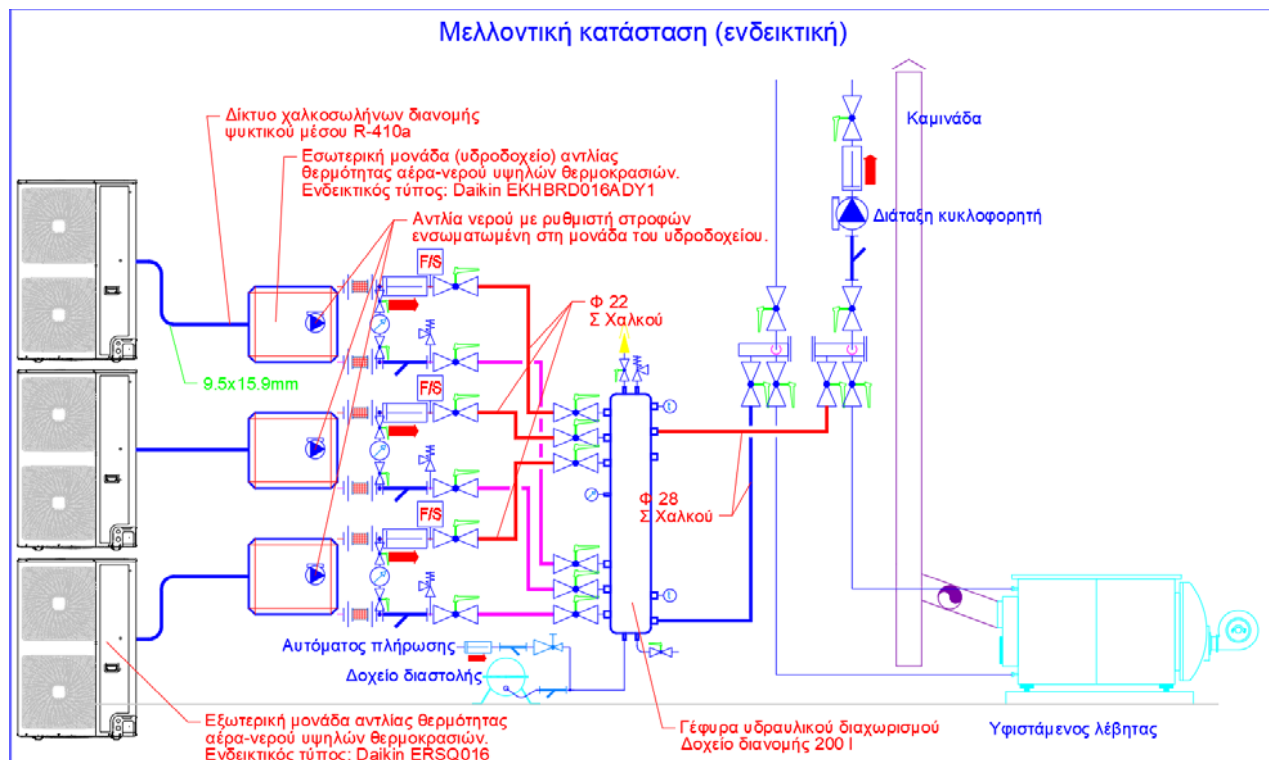 Μελλοντική κατάσταση (ενδεικτική)
Δίκτυο χαλκοσωλήνων διανομής
ψυκτικού μέσου R-410a
Εσωτερική μονάδα (υδροδοχείο) αντλίας
θερμότητας αέρα-νερού υψηλών θερμοκρασιών.
Ενδεικτικός τύπος: Daikin EKHBRD016ADY1
Αντλία νερού με ρυθμιστή στροφών
ενσωματωμένη στη μονάδα του υδροδοχείου.
Καμινάδα
Διάταξη κυκλοφορητή
F/S
Φ 22
Σ Χαλκού
9.5x15.9mm
F/S
t
Φ 28
Σ Χαλκού
F/S
t
Αυτόματος πλήρωσης
Δοχείο διαστολής
Εξωτερική μονάδα αντλίας θερμότητας
αέρα-νερού υψηλών θερμοκρασιών.
Ενδεικτικός τύπος: Daikin ERSQ016
Γέφυρα υδραυλικού διαχωρισμού
Δοχείο διανομής 200 l
Υφιστάμενος λέβητας